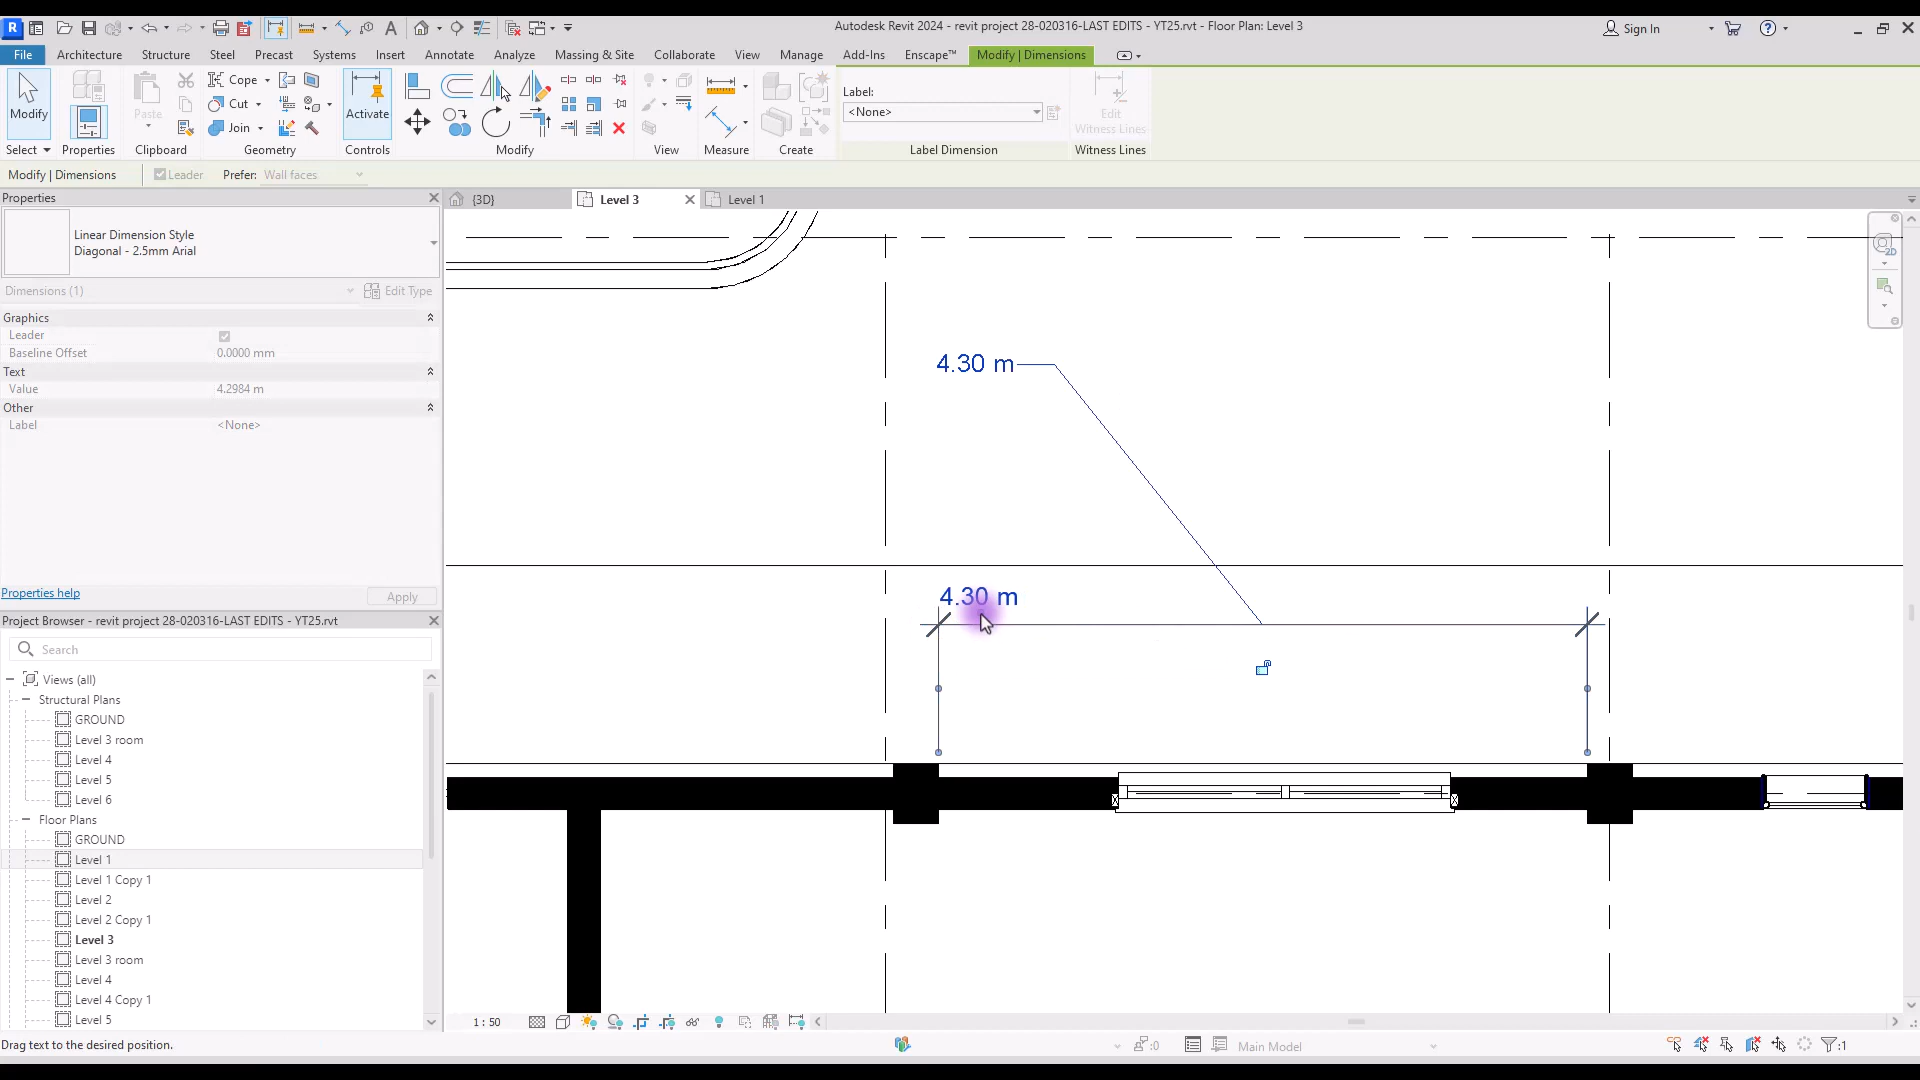 R
Autodesk Revit 2024 - revit project 28-020316-LAST EDITS - YT25.rvt - Floor Plan: Level 3
Sign In
File Architecture Structure Steel Precast Systems Insert Annotate Analyze Massing & Site Collaborate View Manage Add-Ins Enscape™ Modify | Dimensions
Modify
Paste
Cope
Cut
Join
Activate
Label:
<None>
Edit
Witness Lines
Select Properties Clipboard Geometry Controls Modify View Measure Create Label Dimension Witness Lines
Modify | Dimensions Leader Prefer: Wall faces
Properties
{3D} Level 3 Level 1
Linear Dimension Style
Diagonal - 2.5mm Arial
Dimensions (1) Edit Type
Graphics
Leader
Baseline Offset 0.0000 mm
Text
Value 4.2984 m
Other
Label <None>
Properties help Apply
Project Browser - revit project 28-020316-LAST EDITS - YT25.rvt
Search
Views (all)
Structural Plans
GROUND
Level 3 room
Level 4
Level 5
Level 6
Floor Plans
GROUND
Level 1
Level 1 Copy 1
Level 2
Level 2 Copy 1
Level 3
Level 3 room
Level 4
Level 4 Copy 1
Level 5
2D
4.30 m
4.30 m
1 : 50
Drag text to the desired position.
:0 Main Model :1